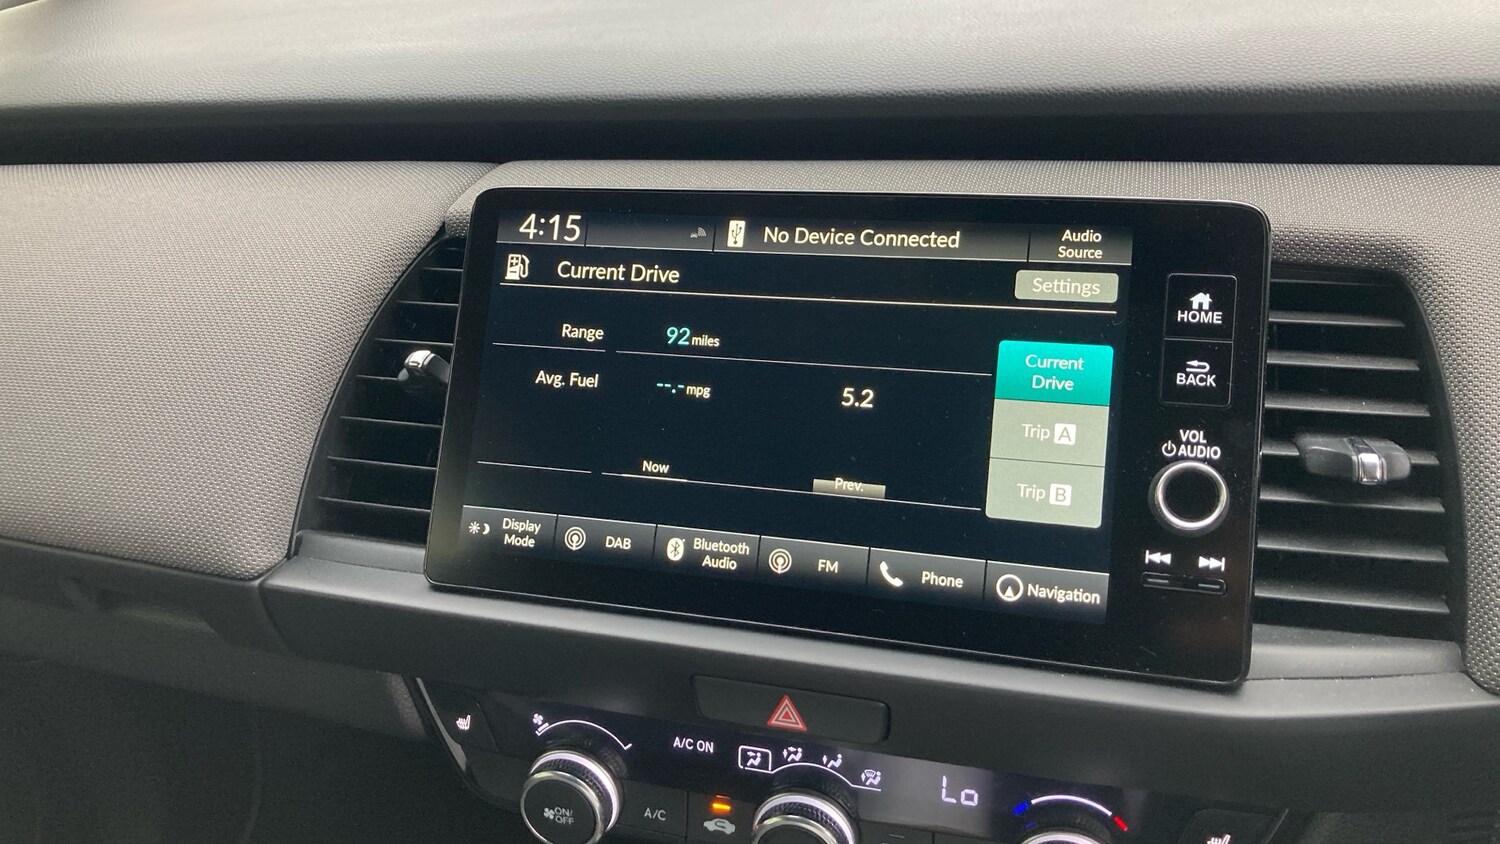 4:15
No Device Connected
Audio
Source
Current Drive
Settings
Range
92 miles
Avg. Fuel
--.- mpg
5.2
Now
Prev.
Current
Drive
Trip A
Trip B
HOME
BACK
VOL
AUDIO
Display
Mode
DAB
Bluetooth
Audio
FM
Phone
Navigation
A/C ON
Lo
ON/
OFF
A/C